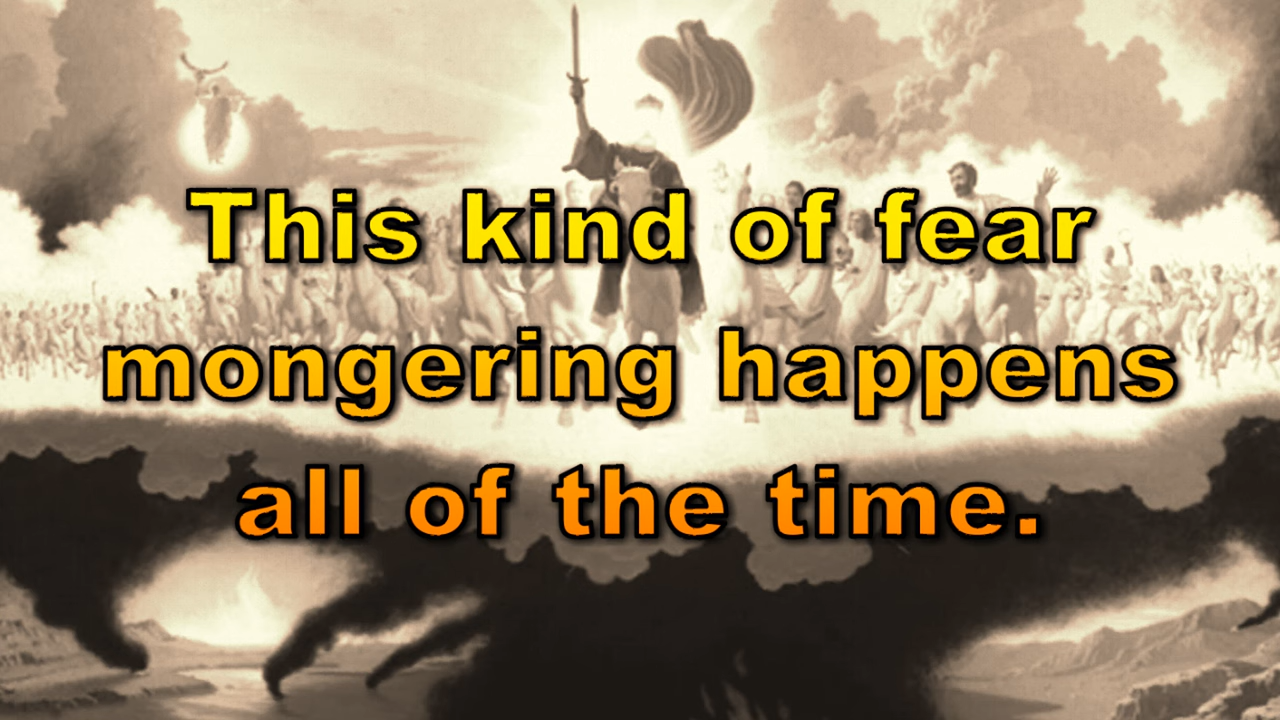 This kind of fear
mongering happens
all of the time.